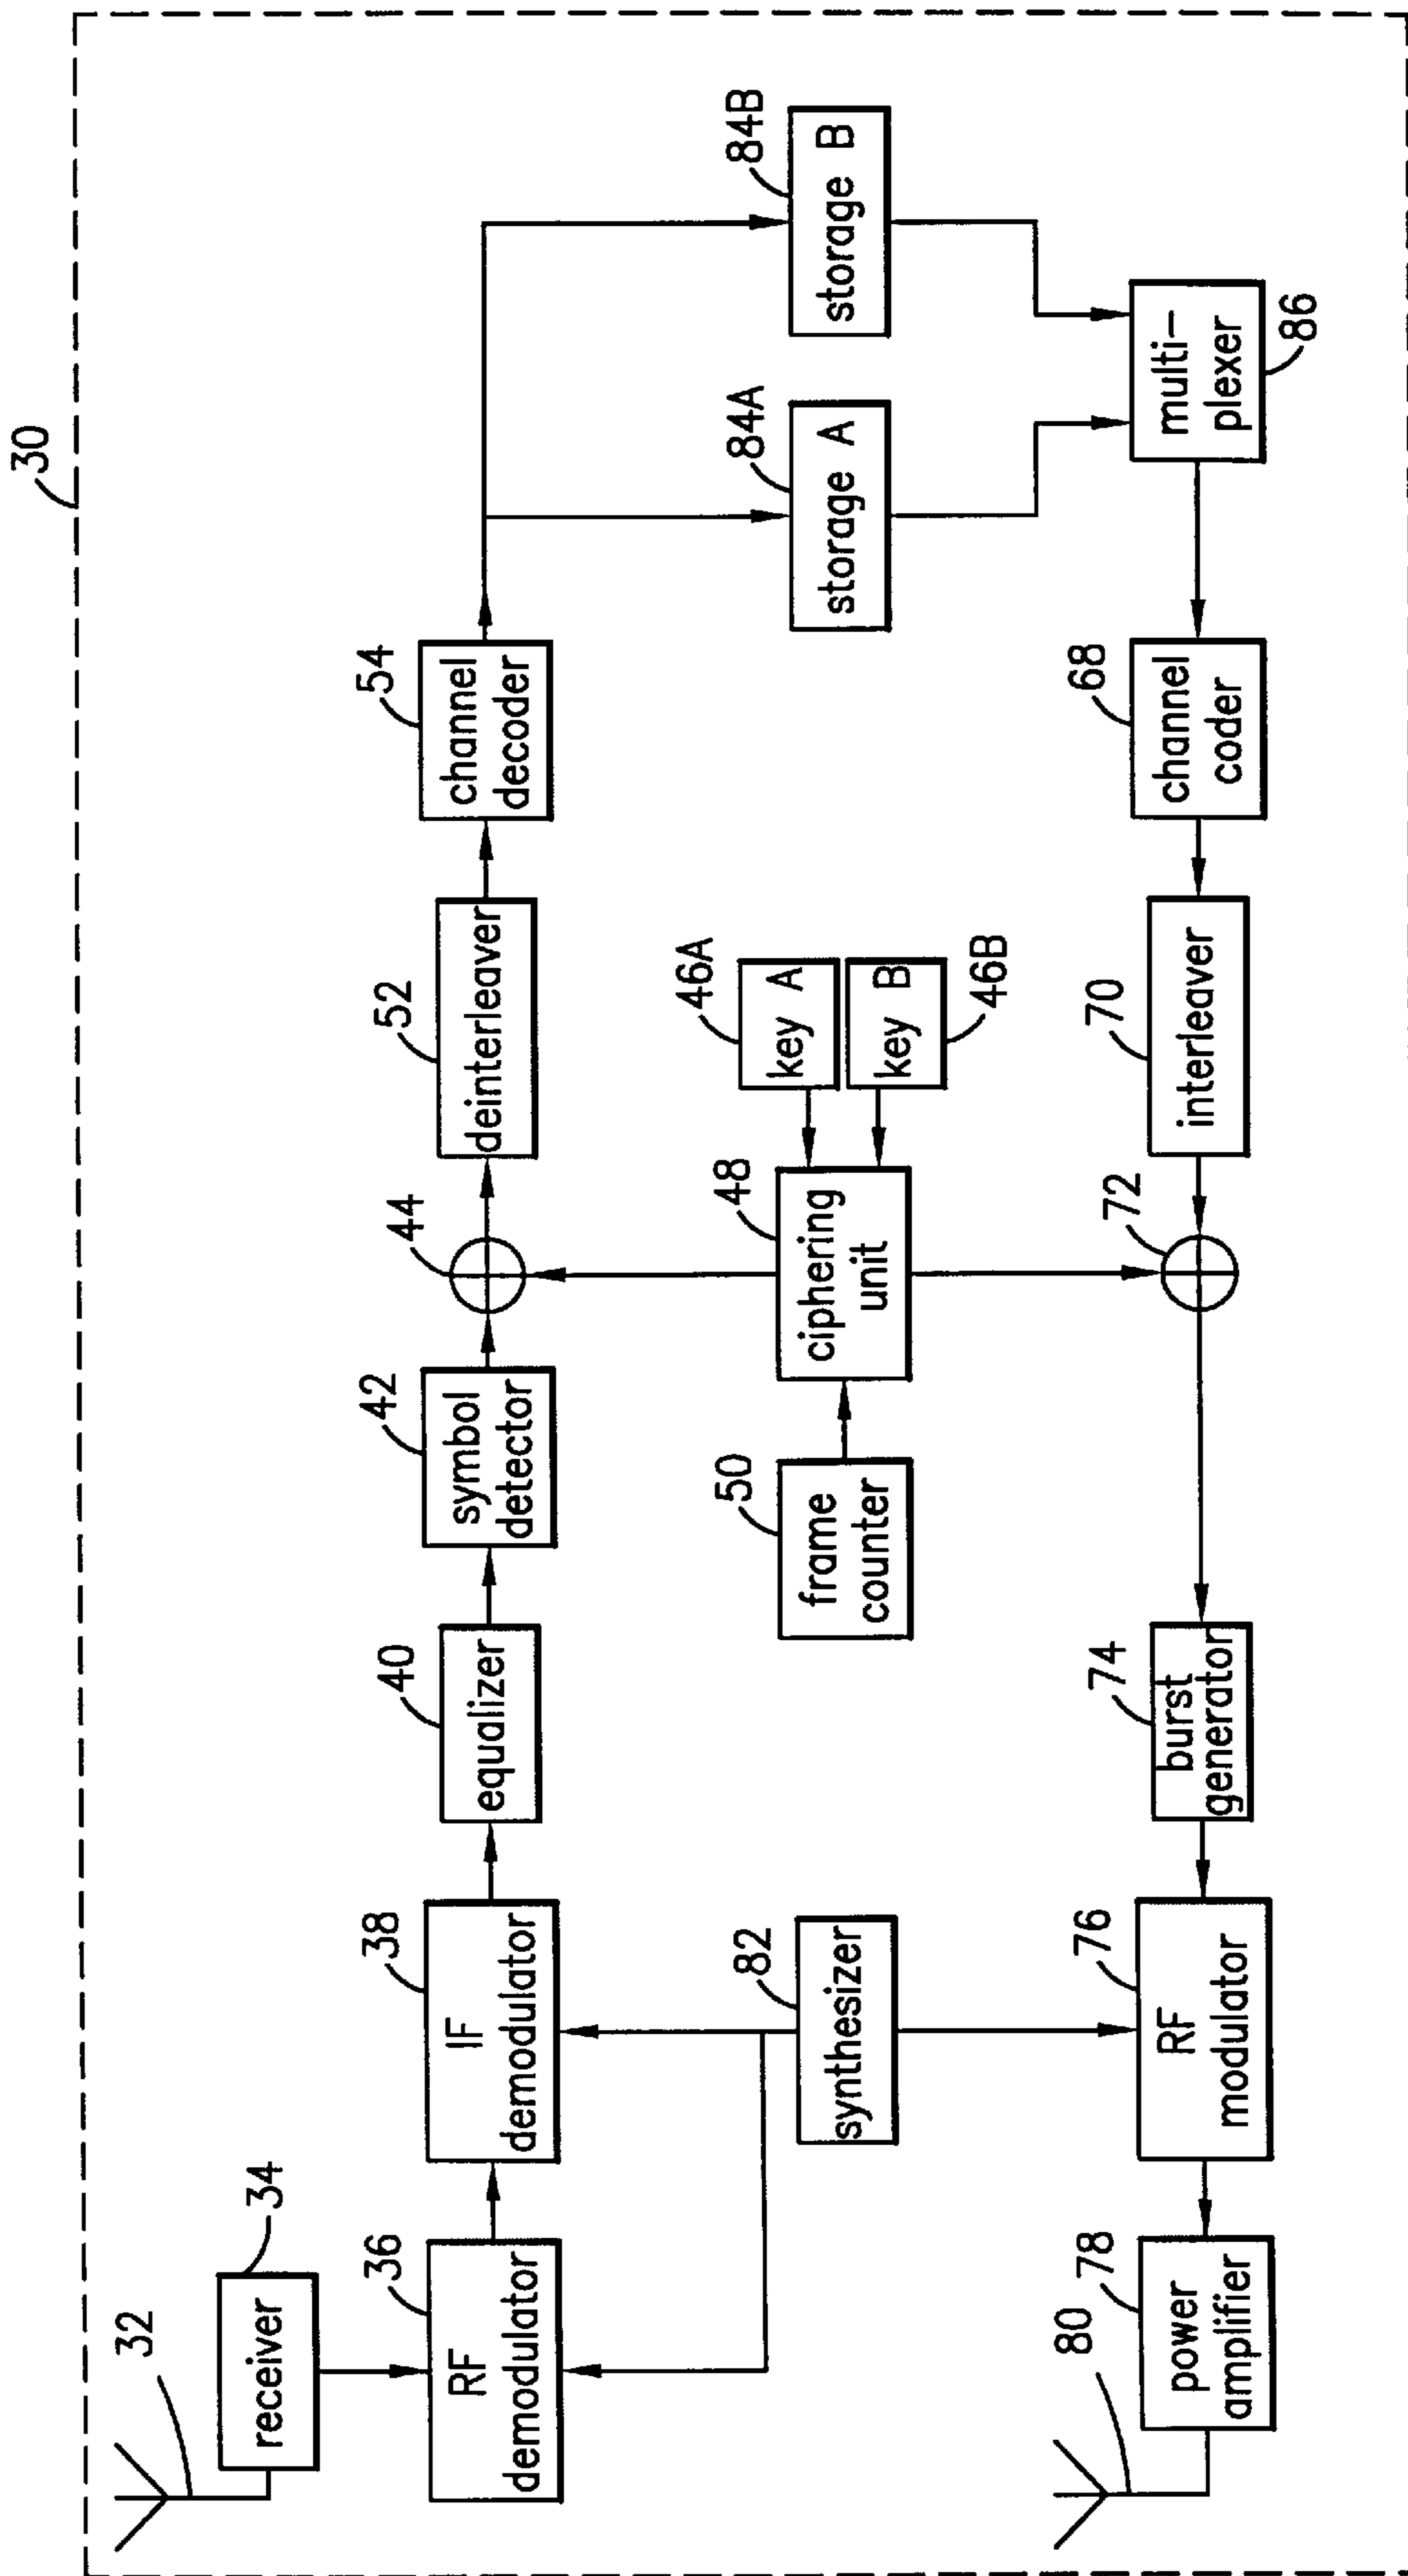 30
32
34
receiver
36
RF
demodulator
38
IF
demodulator
40
equalizer
42
symbol
detector
44
52
deinterleaver
54
channel
decoder
82
synthesizer
50
frame
counter
48
ciphering
unit
46A
key A
key B
46B
84A
storage A
84B
storage B
80
78
power
amplifier
76
RF
modulator
74
burst
generator
72
70
interleaver
68
channel
coder
multi-
plexer
86